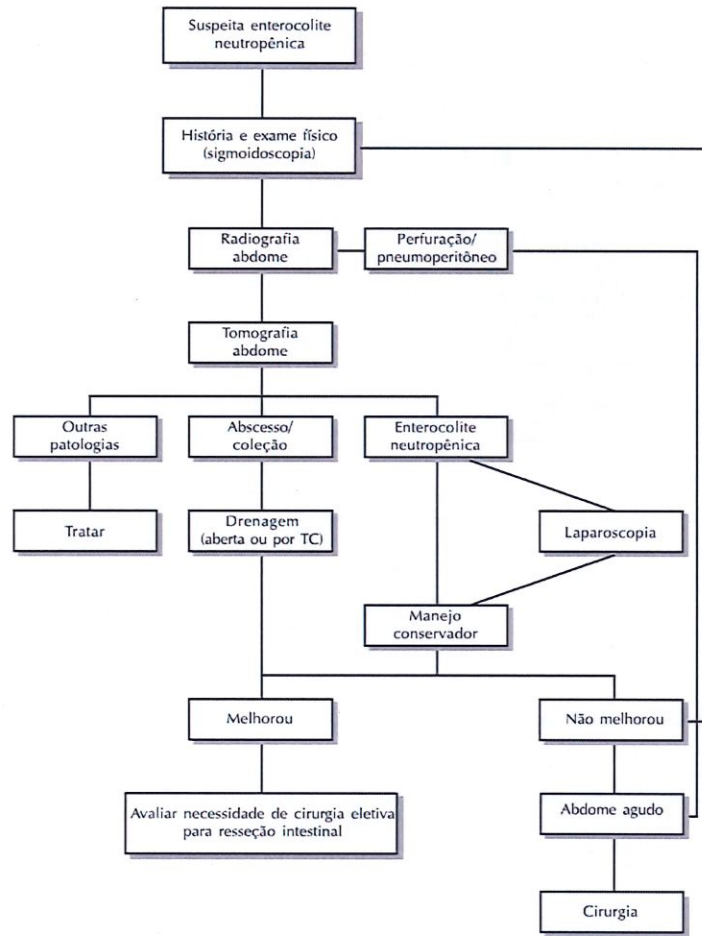 Suspeita enterocolite
neutropênica
História e exame físico
(sigmoidoscopia)
Radiografia
abdome
Perfuração/
pneumoperitôneo
Tomografia
abdome
Outras
patologias
Abscesso/
coleção
Enterocolite
neutropênica
Tratar
Drenagem
(aberta ou por TC)
Laparoscopia
Manejo
conservador
Melhorou
Não melhorou
Avaliar necessidade de cirurgia eletiva
para resseção intestinal
Abdome agudo
Cirurgia